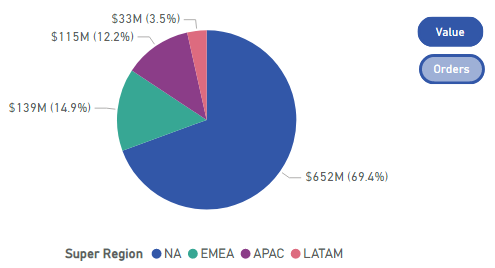 $33M (3.5%)
Value
$115M (12.2%)
Orders
$139M (14.9%)
$652M (69.4%)
Super Region NA EMEA APAC LATAM